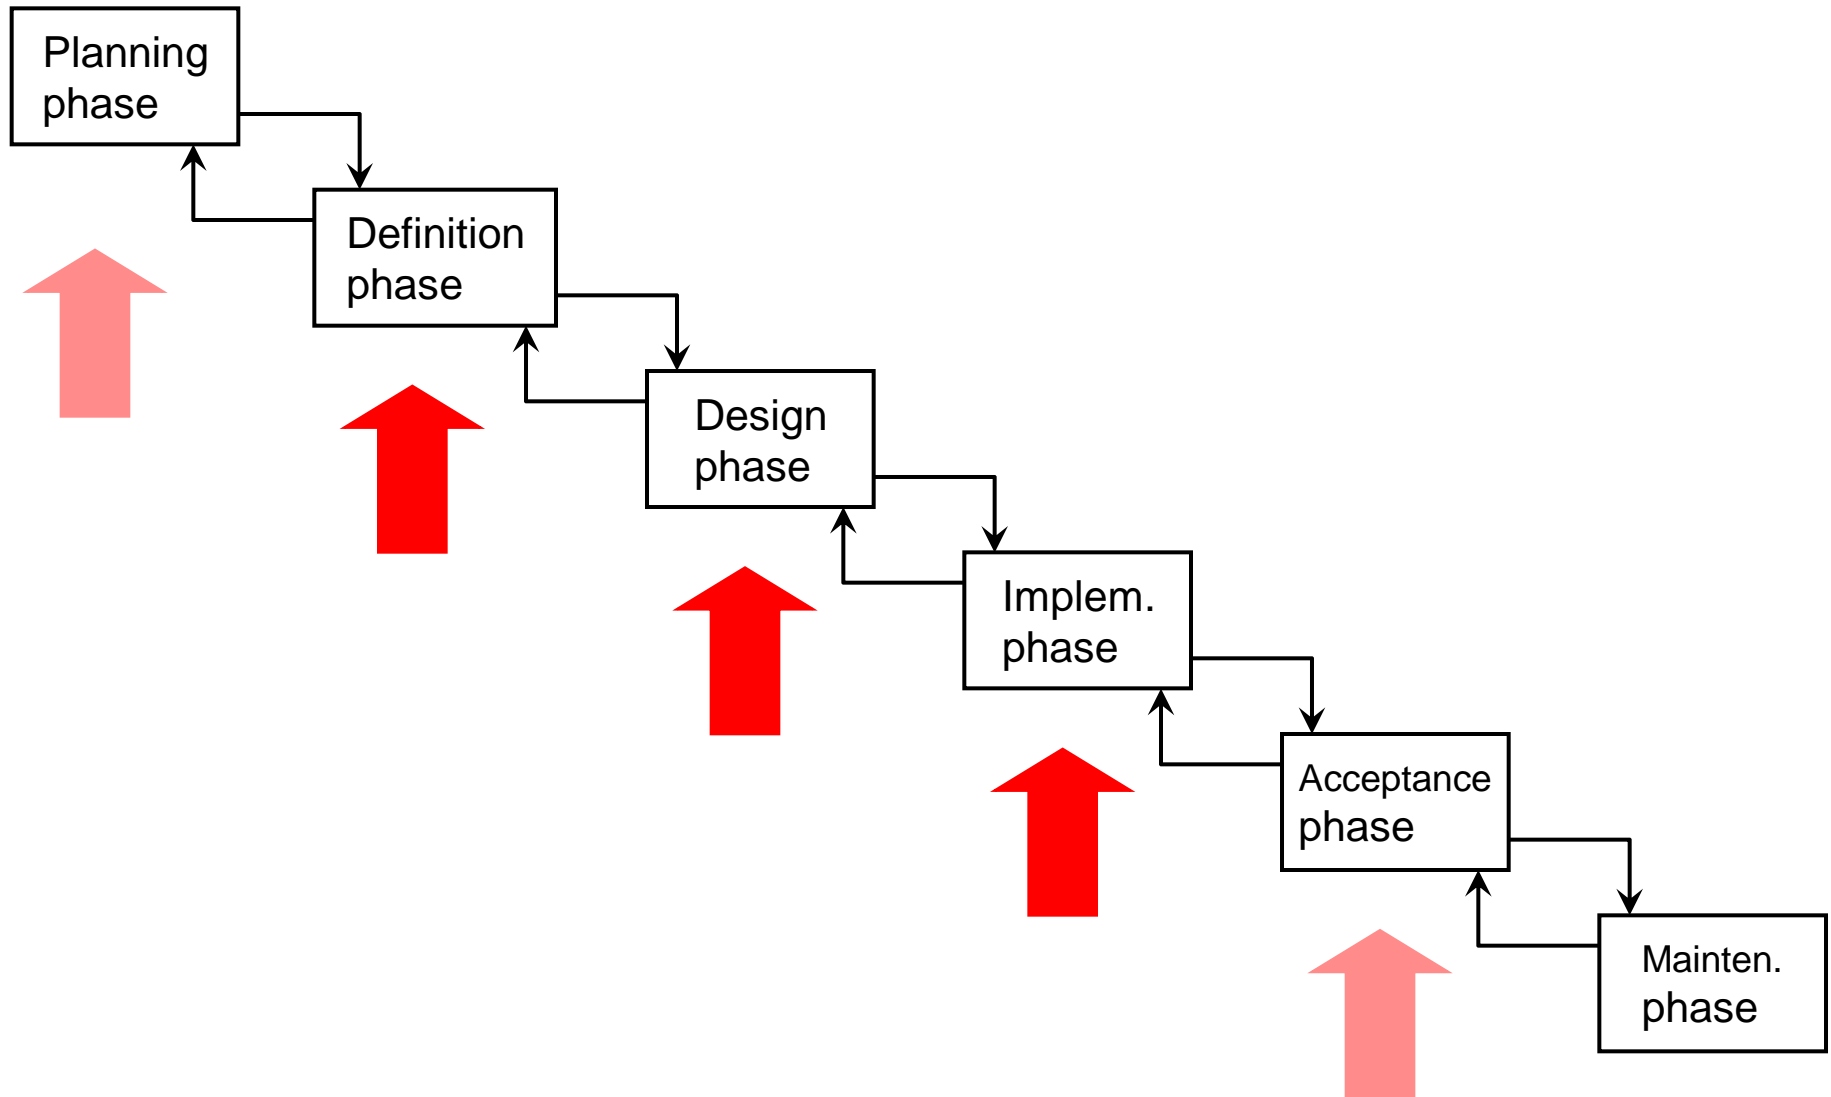 Planning
phase
Definition
phase
Design
phase
Implem.
phase
Acceptance
phase
Mainten.
phase